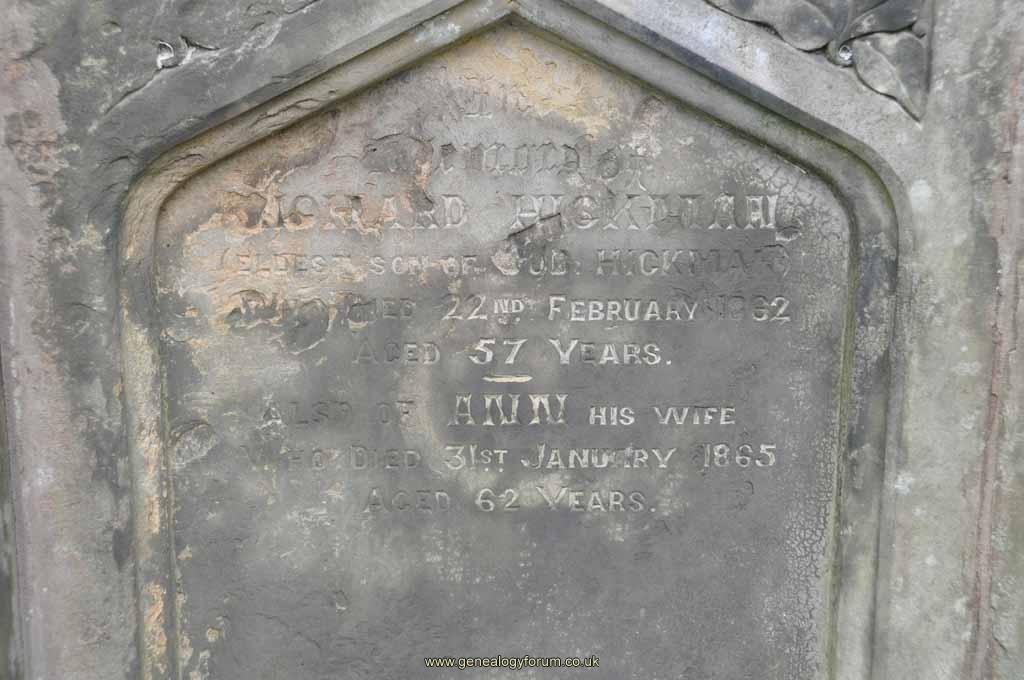 In
Memory of
RICHARD HICKMAN
(ELDEST SON OF JOB. HICKMAN)
WHO DIED 22ND FEBRUARY 1862
AGED 57 YEARS.
ALSO OF ANN HIS WIFE
WHO DIED 31ST JANUARY 1865
AGED 62 YEARS.
www.genealogyforum.co.uk